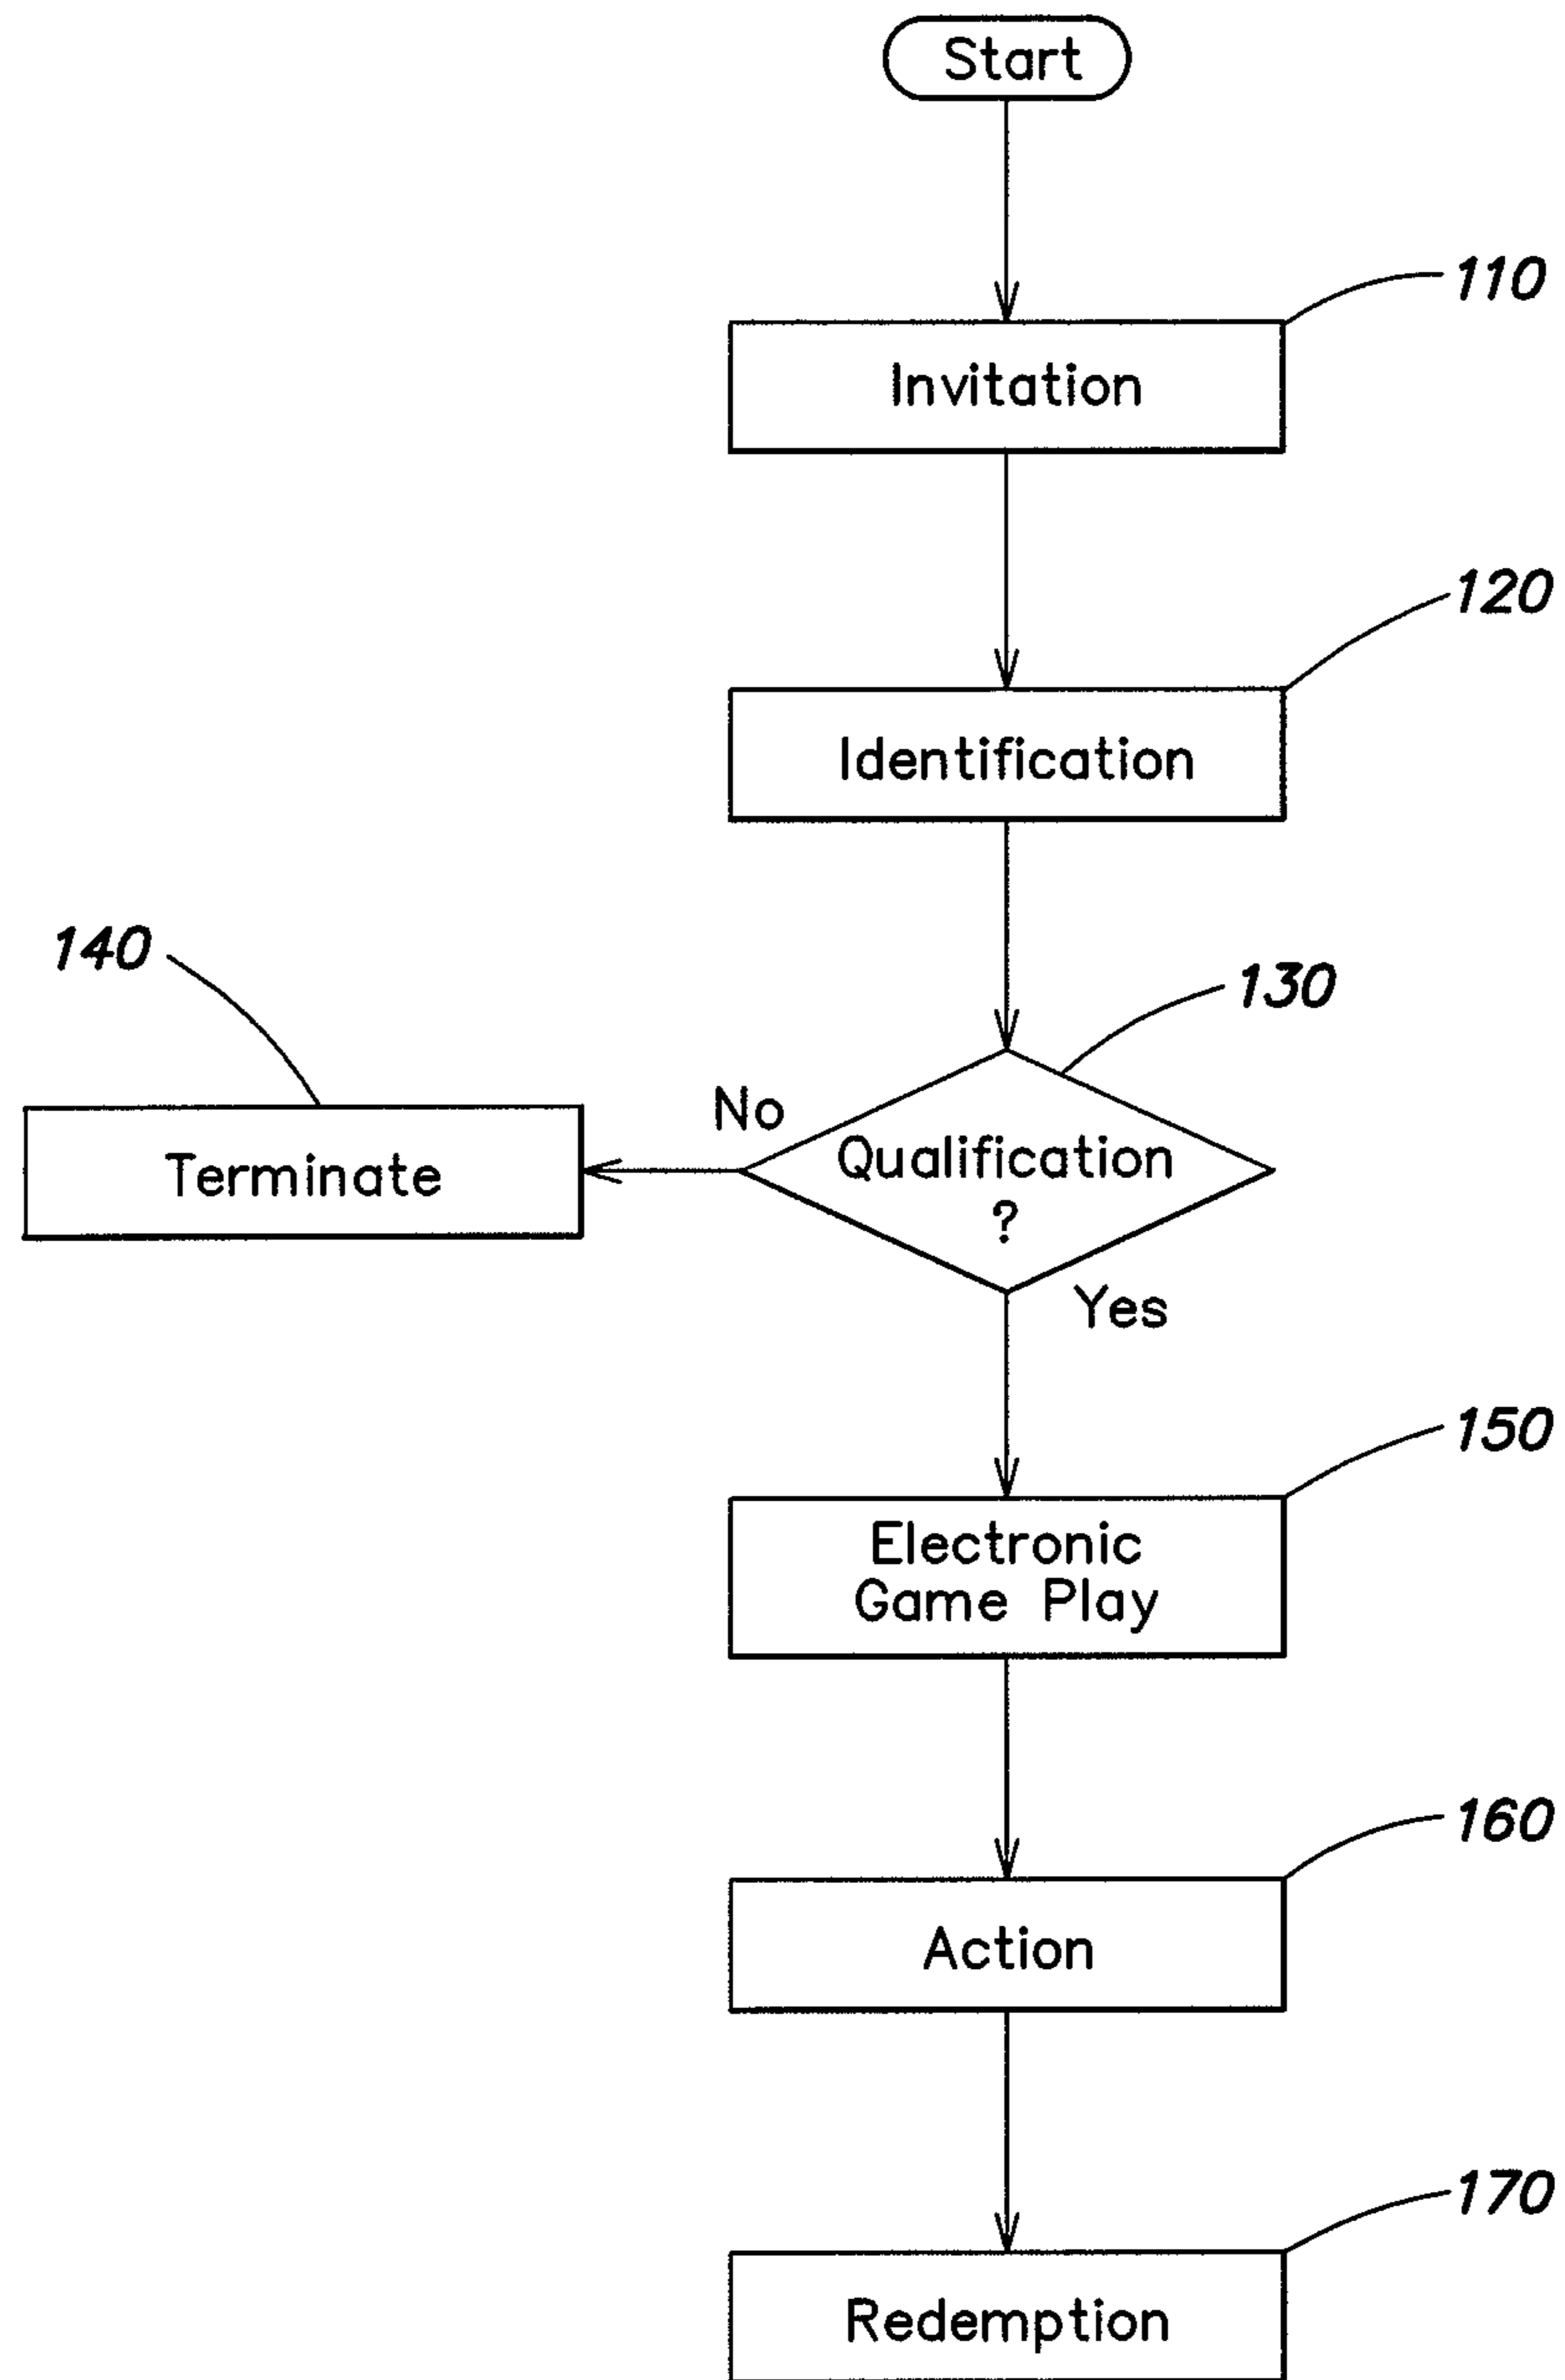 Start
110
Invitation
120
Identification
140
130
No
Terminate
Qualification
?
Yes
150
Electronic
Game Play
160
Action
170
Redemption